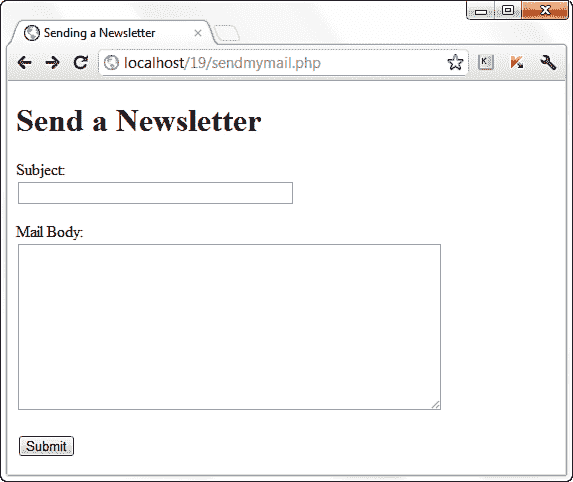 Sending a Newsletter
localhost/19/sendmymail.php
Send a Newsletter
Subject:
Mail Body:
Submit